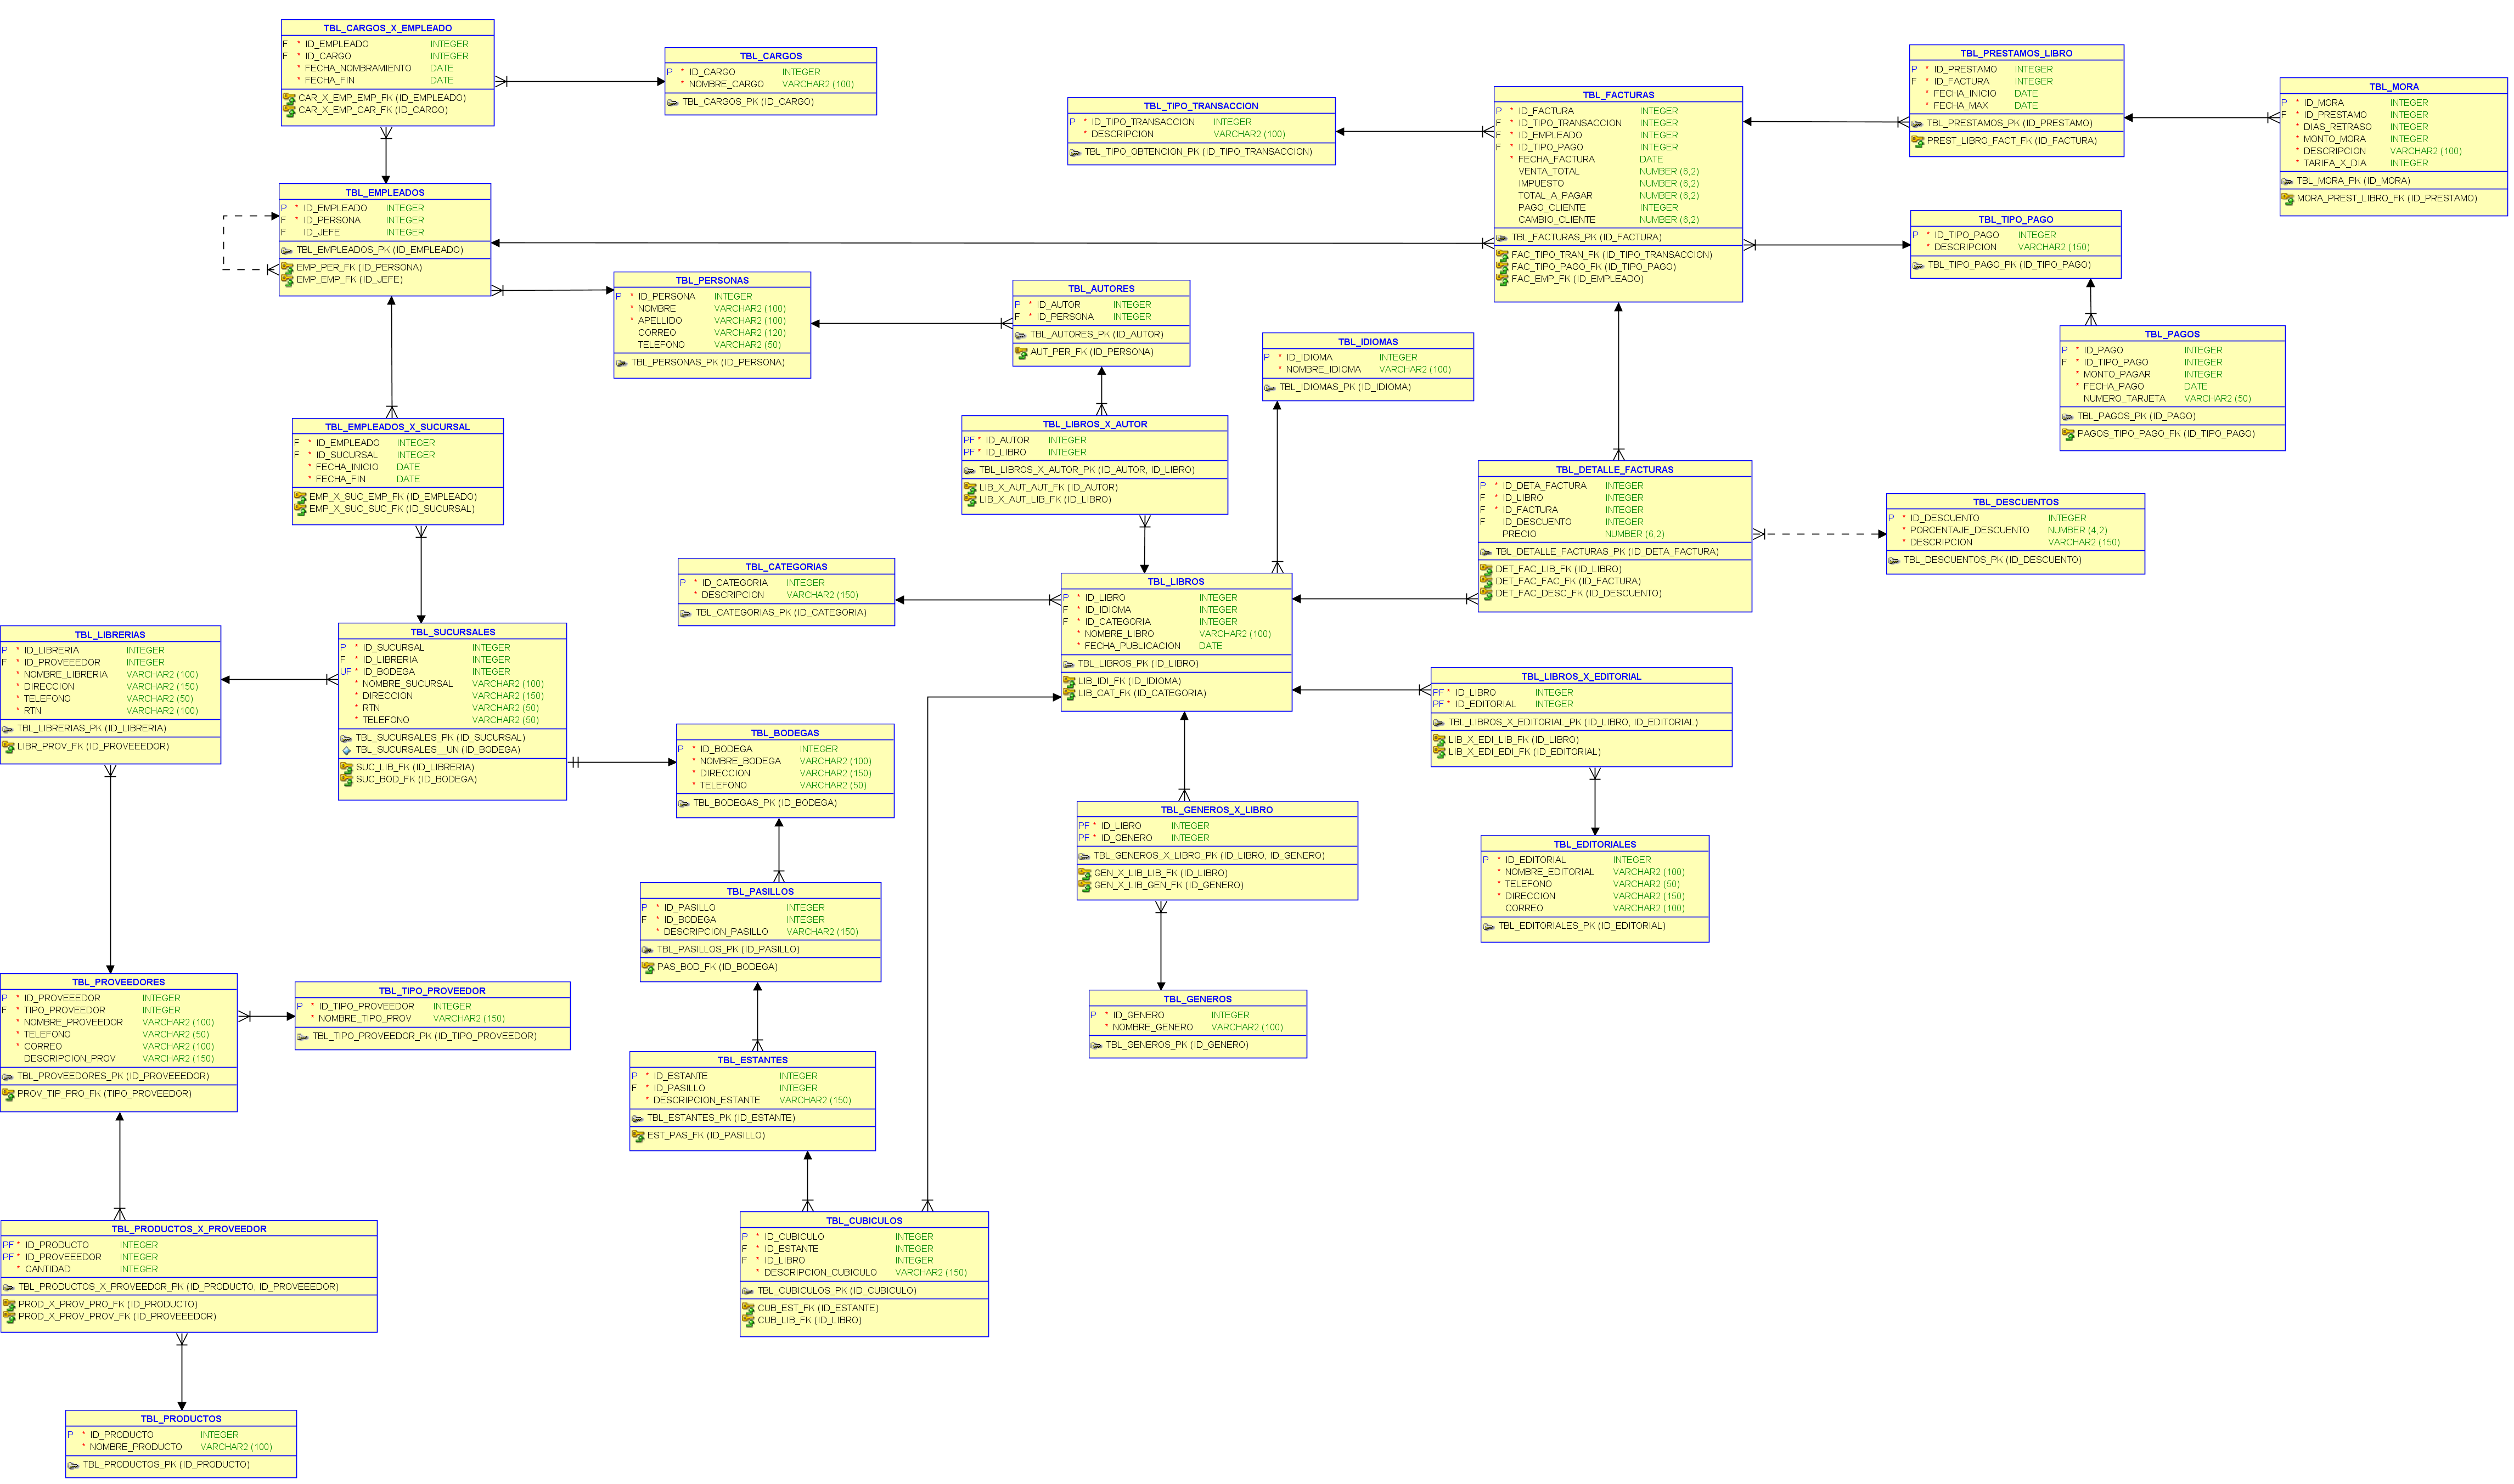 TBL_CARGOS_X_EMPLEADO
F * ID_EMPLEADO INTEGER
F * ID_CARGO INTEGER
* FECHA_NOMBRAMIENTO DATE
* FECHA_FIN DATE
CAR_X_EMP_EMP_FK (ID_EMPLEADO)
CAR_X_EMP_CAR_FK (ID_CARGO)
TBL_CARGOS
P * ID_CARGO INTEGER
* NOMBRE_CARGO VARCHAR2 (100)
TBL_CARGOS_PK (ID_CARGO)
TBL_TIPO_TRANSACCION
P * ID_TIPO_TRANSACCION INTEGER
* DESCRIPCION VARCHAR2 (100)
TBL_TIPO_OBTENCION_PK (ID_TIPO_TRANSACCION)
TBL_FACTURAS
P * ID_FACTURA INTEGER
F * ID_TIPO_TRANSACCION INTEGER
F * ID_EMPLEADO INTEGER
F * ID_TIPO_PAGO INTEGER
* FECHA_FACTURA DATE
VENTA_TOTAL NUMBER (6,2)
IMPUESTO NUMBER (6,2)
TOTAL_A_PAGAR NUMBER (6,2)
PAGO_CLIENTE INTEGER
CAMBIO_CLIENTE NUMBER (6,2)
TBL_FACTURAS_PK (ID_FACTURA)
FAC_TIPO_TRAN_FK (ID_TIPO_TRANSACCION)
FAC_TIPO_PAGO_FK (ID_TIPO_PAGO)
FAC_EMP_FK (ID_EMPLEADO)
TBL_PRESTAMOS_LIBRO
P * ID_PRESTAMO INTEGER
F * ID_FACTURA INTEGER
* FECHA_INICIO DATE
* FECHA_MAX DATE
TBL_PRESTAMOS_PK (ID_PRESTAMO)
PREST_LIBRO_FACT_FK (ID_FACTURA)
TBL_MORA
P * ID_MORA INTEGER
F * ID_PRESTAMO INTEGER
* DIAS_RETRASO INTEGER
* MONTO_MORA INTEGER
* DESCRIPCION VARCHAR2 (100)
* TARIFA_X_DIA INTEGER
TBL_MORA_PK (ID_MORA)
MORA_PREST_LIBRO_FK (ID_PRESTAMO)
TBL_EMPLEADOS
P * ID_EMPLEADO INTEGER
F * ID_PERSONA INTEGER
F ID_JEFE INTEGER
TBL_EMPLEADOS_PK (ID_EMPLEADO)
EMP_PER_FK (ID_PERSONA)
EMP_EMP_FK (ID_JEFE)
TBL_PERSONAS
P * ID_PERSONA INTEGER
* NOMBRE VARCHAR2 (100)
* APELLIDO VARCHAR2 (100)
CORREO VARCHAR2 (120)
TELEFONO VARCHAR2 (50)
TBL_PERSONAS_PK (ID_PERSONA)
TBL_AUTORES
P * ID_AUTOR INTEGER
F * ID_PERSONA INTEGER
TBL_AUTORES_PK (ID_AUTOR)
AUT_PER_FK (ID_PERSONA)
TBL_TIPO_PAGO
P * ID_TIPO_PAGO INTEGER
* DESCRIPCION VARCHAR2 (150)
TBL_TIPO_PAGO_PK (ID_TIPO_PAGO)
TBL_IDIOMAS
P * ID_IDIOMA INTEGER
* NOMBRE_IDIOMA VARCHAR2 (100)
TBL_IDIOMAS_PK (ID_IDIOMA)
TBL_PAGOS
P * ID_PAGO INTEGER
F * ID_TIPO_PAGO INTEGER
* MONTO_PAGAR INTEGER
* FECHA_PAGO DATE
NUMERO_TARJETA VARCHAR2 (50)
TBL_PAGOS_PK (ID_PAGO)
PAGOS_TIPO_PAGO_FK (ID_TIPO_PAGO)
TBL_EMPLEADOS_X_SUCURSAL
F * ID_EMPLEADO INTEGER
F * ID_SUCURSAL INTEGER
* FECHA_INICIO DATE
* FECHA_FIN DATE
EMP_X_SUC_EMP_FK (ID_EMPLEADO)
EMP_X_SUC_SUC_FK (ID_SUCURSAL)
TBL_LIBROS_X_AUTOR
PF * ID_AUTOR INTEGER
PF * ID_LIBRO INTEGER
TBL_LIBROS_X_AUTOR_PK (ID_AUTOR, ID_LIBRO)
LIB_X_AUT_AUT_FK (ID_AUTOR)
LIB_X_AUT_LIB_FK (ID_LIBRO)
TBL_DETALLE_FACTURAS
P * ID_DETA_FACTURA INTEGER
F * ID_LIBRO INTEGER
F * ID_FACTURA INTEGER
F ID_DESCUENTO INTEGER
PRECIO NUMBER (6,2)
TBL_DETALLE_FACTURAS_PK (ID_DETA_FACTURA)
DET_FAC_LIB_FK (ID_LIBRO)
DET_FAC_FAC_FK (ID_FACTURA)
DET_FAC_DESC_FK (ID_DESCUENTO)
TBL_DESCUENTOS
P * ID_DESCUENTO INTEGER
* PORCENTAJE_DESCUENTO NUMBER (4,2)
* DESCRIPCION VARCHAR2 (150)
TBL_DESCUENTOS_PK (ID_DESCUENTO)
TBL_CATEGORIAS
P * ID_CATEGORIA INTEGER
* DESCRIPCION VARCHAR2 (150)
TBL_CATEGORIAS_PK (ID_CATEGORIA)
TBL_LIBROS
P * ID_LIBRO INTEGER
F * ID_IDIOMA INTEGER
F * ID_CATEGORIA INTEGER
* NOMBRE_LIBRO VARCHAR2 (100)
* FECHA_PUBLICACION DATE
TBL_LIBROS_PK (ID_LIBRO)
LIB_IDI_FK (ID_IDIOMA)
LIB_CAT_FK (ID_CATEGORIA)
TBL_LIBRERIAS
P * ID_LIBRERIA INTEGER
F * ID_PROVEEEDOR INTEGER
* NOMBRE_LIBRERIA VARCHAR2 (100)
* DIRECCION VARCHAR2 (150)
* TELEFONO VARCHAR2 (50)
* RTN VARCHAR2 (100)
TBL_LIBRERIAS_PK (ID_LIBRERIA)
LIBR_PROV_FK (ID_PROVEEEDOR)
TBL_SUCURSALES
P * ID_SUCURSAL INTEGER
F * ID_LIBRERIA INTEGER
UF * ID_BODEGA INTEGER
* NOMBRE_SUCURSAL VARCHAR2 (100)
* DIRECCION VARCHAR2 (150)
* RTN VARCHAR2 (50)
* TELEFONO VARCHAR2 (50)
TBL_SUCURSALES_PK (ID_SUCURSAL)
TBL_SUCURSALES__UN (ID_BODEGA)
SUC_LIB_FK (ID_LIBRERIA)
SUC_BOD_FK (ID_BODEGA)
TBL_LIBROS_X_EDITORIAL
PF * ID_LIBRO INTEGER
PF * ID_EDITORIAL INTEGER
TBL_LIBROS_X_EDITORIAL_PK (ID_LIBRO, ID_EDITORIAL)
LIB_X_EDI_LIB_FK (ID_LIBRO)
LIB_X_EDI_EDI_FK (ID_EDITORIAL)
TBL_BODEGAS
P * ID_BODEGA INTEGER
* NOMBRE_BODEGA VARCHAR2 (100)
* DIRECCION VARCHAR2 (150)
* TELEFONO VARCHAR2 (50)
TBL_BODEGAS_PK (ID_BODEGA)
TBL_GENEROS_X_LIBRO
PF * ID_LIBRO INTEGER
PF * ID_GENERO INTEGER
TBL_GENEROS_X_LIBRO_PK (ID_LIBRO, ID_GENERO)
GEN_X_LIB_LIB_FK (ID_LIBRO)
GEN_X_LIB_GEN_FK (ID_GENERO)
TBL_EDITORIALES
P * ID_EDITORIAL INTEGER
* NOMBRE_EDITORIAL VARCHAR2 (100)
* TELEFONO VARCHAR2 (50)
* DIRECCION VARCHAR2 (150)
CORREO VARCHAR2 (100)
TBL_EDITORIALES_PK (ID_EDITORIAL)
TBL_PASILLOS
P * ID_PASILLO INTEGER
F * ID_BODEGA INTEGER
* DESCRIPCION_PASILLO VARCHAR2 (150)
TBL_PASILLOS_PK (ID_PASILLO)
PAS_BOD_FK (ID_BODEGA)
TBL_PROVEEDORES
P * ID_PROVEEEDOR INTEGER
F * TIPO_PROVEEDOR INTEGER
* NOMBRE_PROVEEDOR VARCHAR2 (100)
* TELEFONO VARCHAR2 (50)
* CORREO VARCHAR2 (100)
DESCRIPCION_PROV VARCHAR2 (150)
TBL_PROVEEDORES_PK (ID_PROVEEEDOR)
PROV_TIP_PRO_FK (TIPO_PROVEEDOR)
TBL_TIPO_PROVEEDOR
P * ID_TIPO_PROVEEDOR INTEGER
* NOMBRE_TIPO_PROV VARCHAR2 (150)
TBL_TIPO_PROVEEDOR_PK (ID_TIPO_PROVEEDOR)
TBL_GENEROS
P * ID_GENERO INTEGER
* NOMBRE_GENERO VARCHAR2 (100)
TBL_GENEROS_PK (ID_GENERO)
TBL_ESTANTES
P * ID_ESTANTE INTEGER
F * ID_PASILLO INTEGER
* DESCRIPCION_ESTANTE VARCHAR2 (150)
TBL_ESTANTES_PK (ID_ESTANTE)
EST_PAS_FK (ID_PASILLO)
TBL_CUBICULOS
P * ID_CUBICULO INTEGER
F * ID_ESTANTE INTEGER
F * ID_LIBRO INTEGER
* DESCRIPCION_CUBICULO VARCHAR2 (150)
TBL_CUBICULOS_PK (ID_CUBICULO)
CUB_EST_FK (ID_ESTANTE)
CUB_LIB_FK (ID_LIBRO)
TBL_PRODUCTOS_X_PROVEEDOR
PF * ID_PRODUCTO INTEGER
PF * ID_PROVEEEDOR INTEGER
* CANTIDAD INTEGER
TBL_PRODUCTOS_X_PROVEEDOR_PK (ID_PRODUCTO, ID_PROVEEEDOR)
PROD_X_PROV_PRO_FK (ID_PRODUCTO)
PROD_X_PROV_PROV_FK (ID_PROVEEEDOR)
TBL_PRODUCTOS
P * ID_PRODUCTO INTEGER
* NOMBRE_PRODUCTO VARCHAR2 (100)
TBL_PRODUCTOS_PK (ID_PRODUCTO)